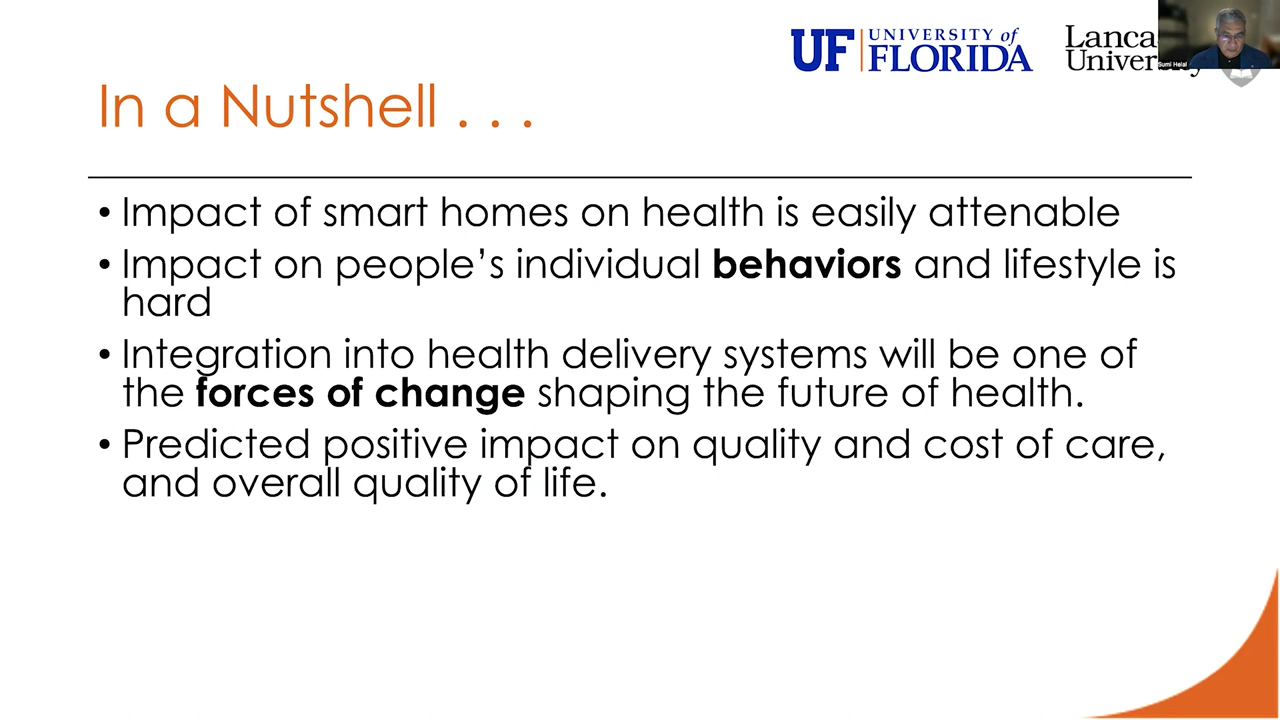 UF UNIVERSITY of
FLORIDA
Lanca
University
Sumi Helal
In a Nutshell . . .
• Impact of smart homes on health is easily attenable
• Impact on people’s individual behaviors and lifestyle is
hard
• Integration into health delivery systems will be one of
the forces of change shaping the future of health.
• Predicted positive impact on quality and cost of care,
and overall quality of life.